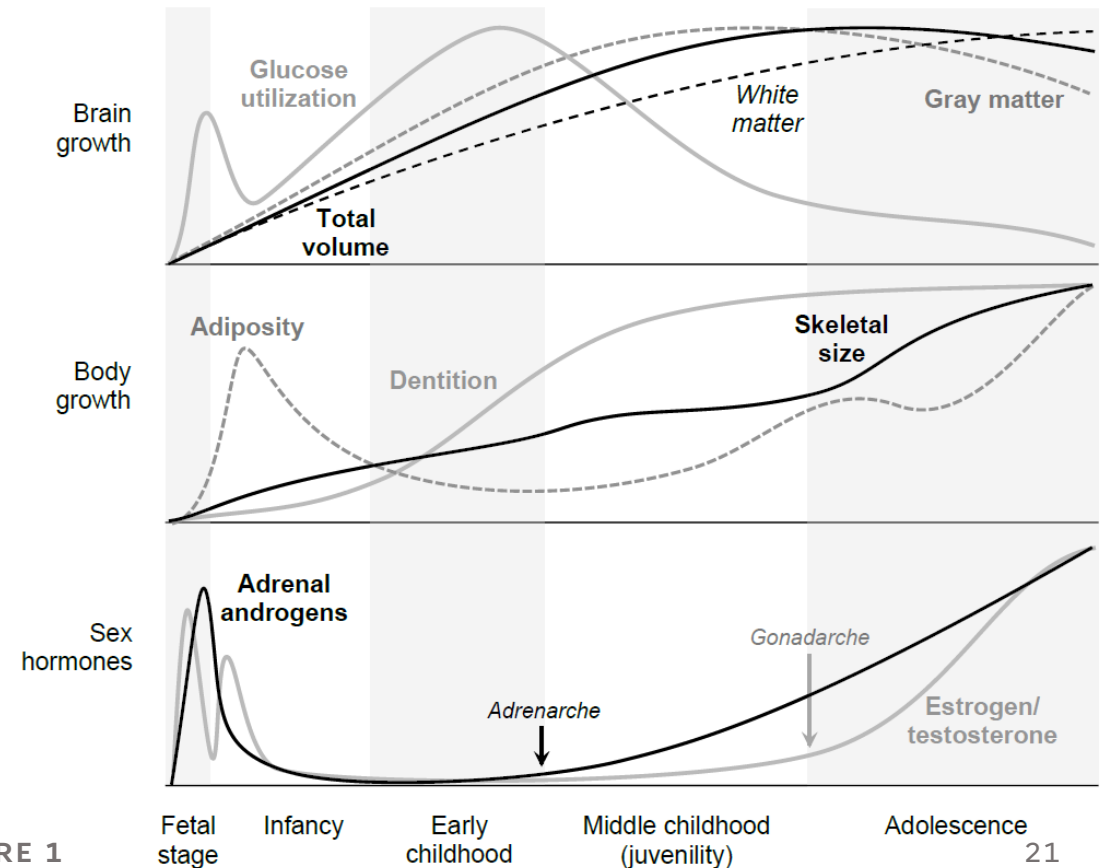 Glucose
utilization
Brain
growth
White
matter
Gray matter
Total
volume
Adiposity
Skeletal
size
Body
growth
Dentition
Adrenal
androgens
Sex
hormones
Gonadarche
Adrenarche
Estrogen/
testosterone
Fetal
stage
Infancy
Early
childhood
Middle childhood
(juvenility)
Adolescence
RE 1
21